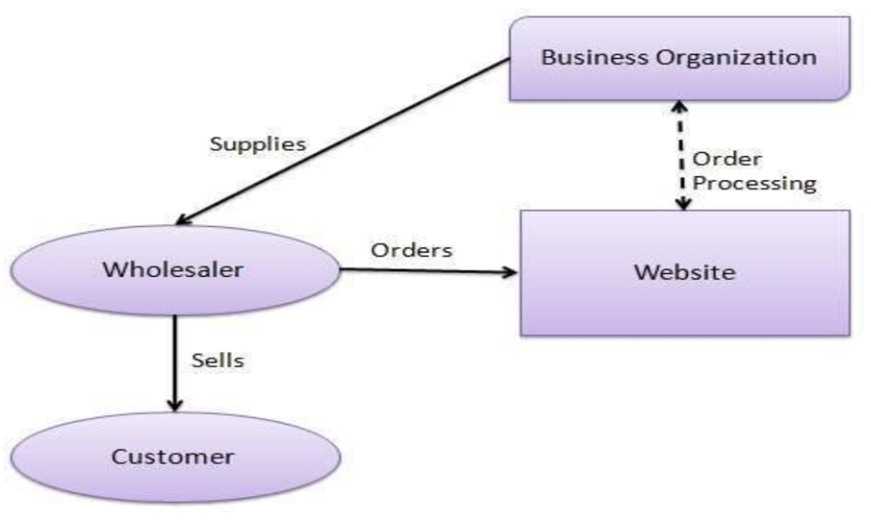 Business Organization
Supplies
Order
Processing
Orders
Wholesaler
Website
Sells
Customer